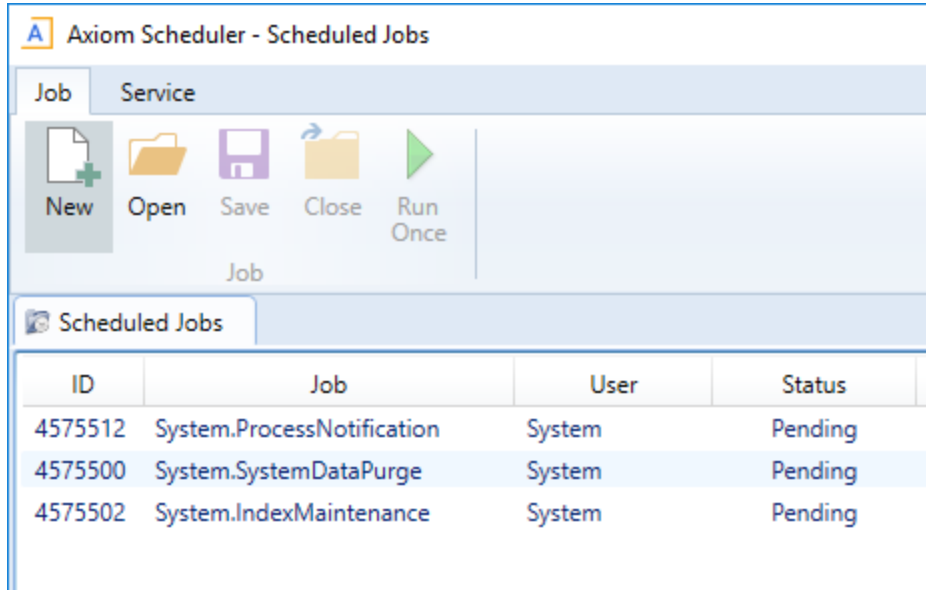 A Axiom Scheduler - Scheduled Jobs
Job Service
New Open Save Close Run Once
Job
Scheduled Jobs
ID Job User Status
4575512 System.ProcessNotification System Pending
4575500 System.SystemDataPurge System Pending
4575502 System.IndexMaintenance System Pending